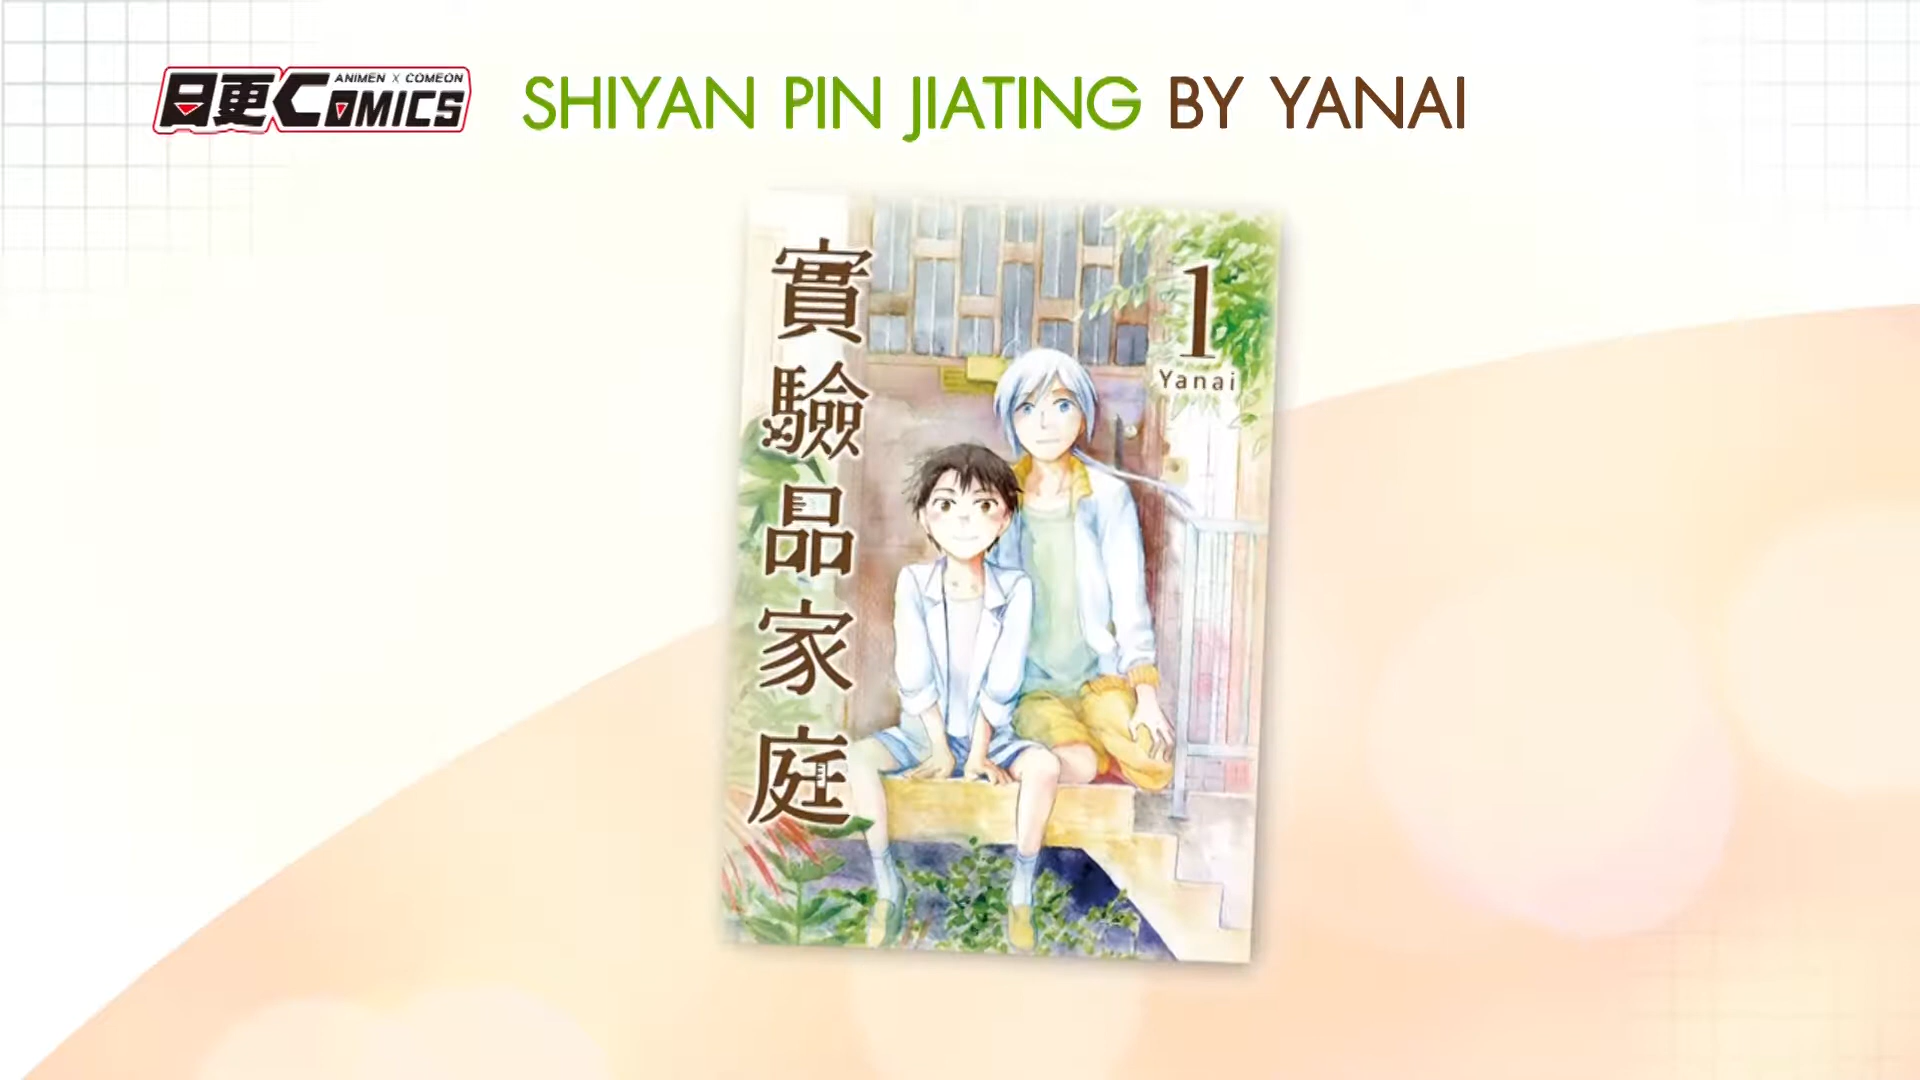 日更COMICS
ANIMEN X COMEON
SHIYAN PIN JIATING BY YANAI
實驗品家庭
1
Yanai